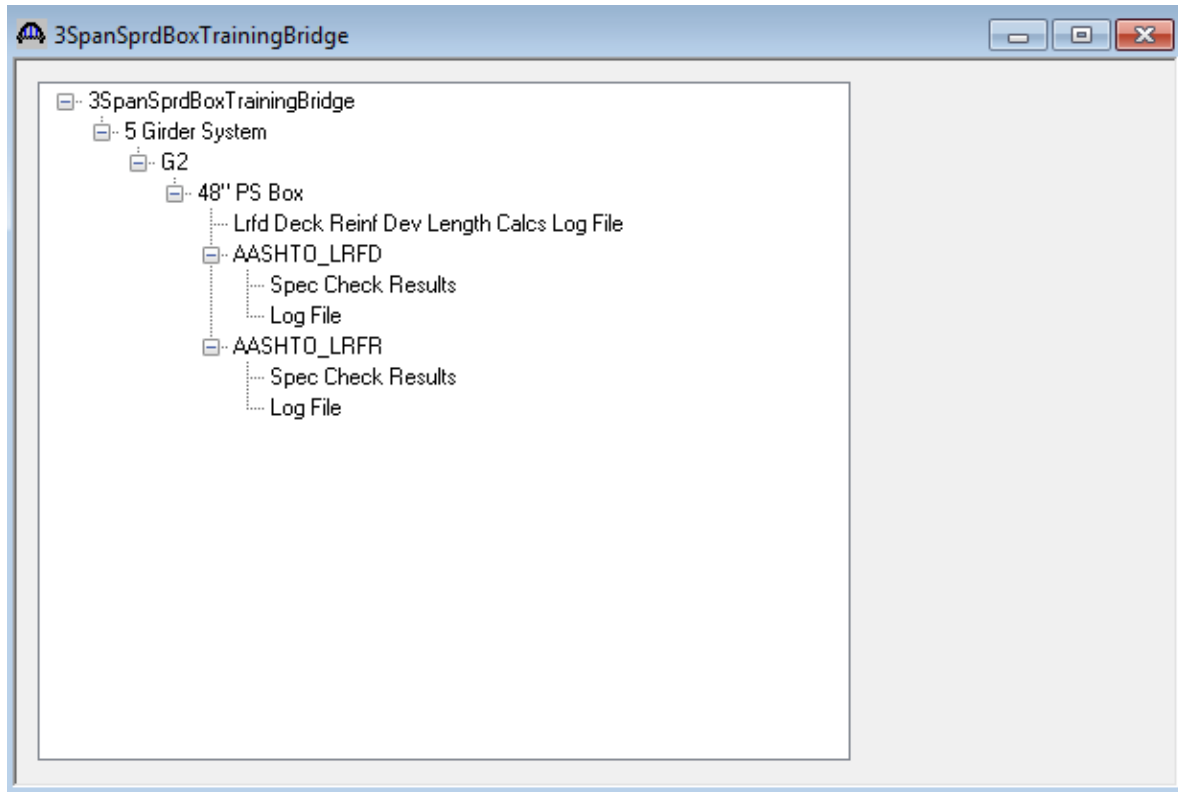 3SpanSprdBoxTrainingBridge
3SpanSprdBoxTrainingBridge
5 Girder System
G2
48" PS Box
Lrfd Deck Reinf Dev Length Calcs Log File
AASHTO_LRFD
Spec Check Results
Log File
AASHTO_LRFR
Spec Check Results
Log File